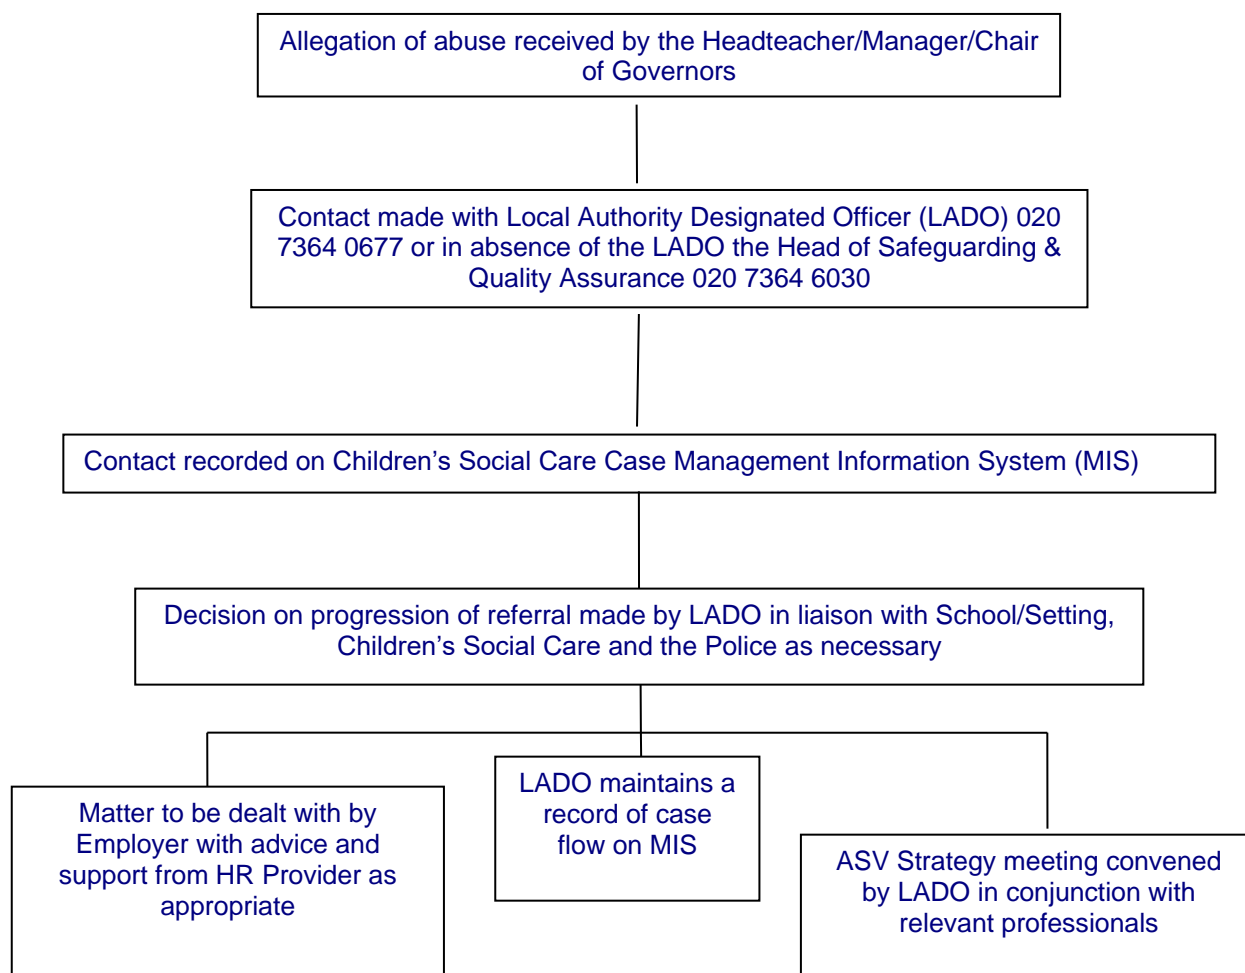 Allegation of abuse received by the Headteacher/Manager/Chair
of Governors
Contact made with Local Authority Designated Officer (LADO) 020
7364 0677 or in absence of the LADO the Head of Safeguarding &
Quality Assurance 020 7364 6030
Contact recorded on Children’s Social Care Case Management Information System (MIS)
Decision on progression of referral made by LADO in liaison with School/Setting,
Children’s Social Care and the Police as necessary
Matter to be dealt with by
Employer with advice and
support from HR Provider as
appropriate
LADO maintains a
record of case
flow on MIS
ASV Strategy meeting convened
by LADO in conjunction with
relevant professionals